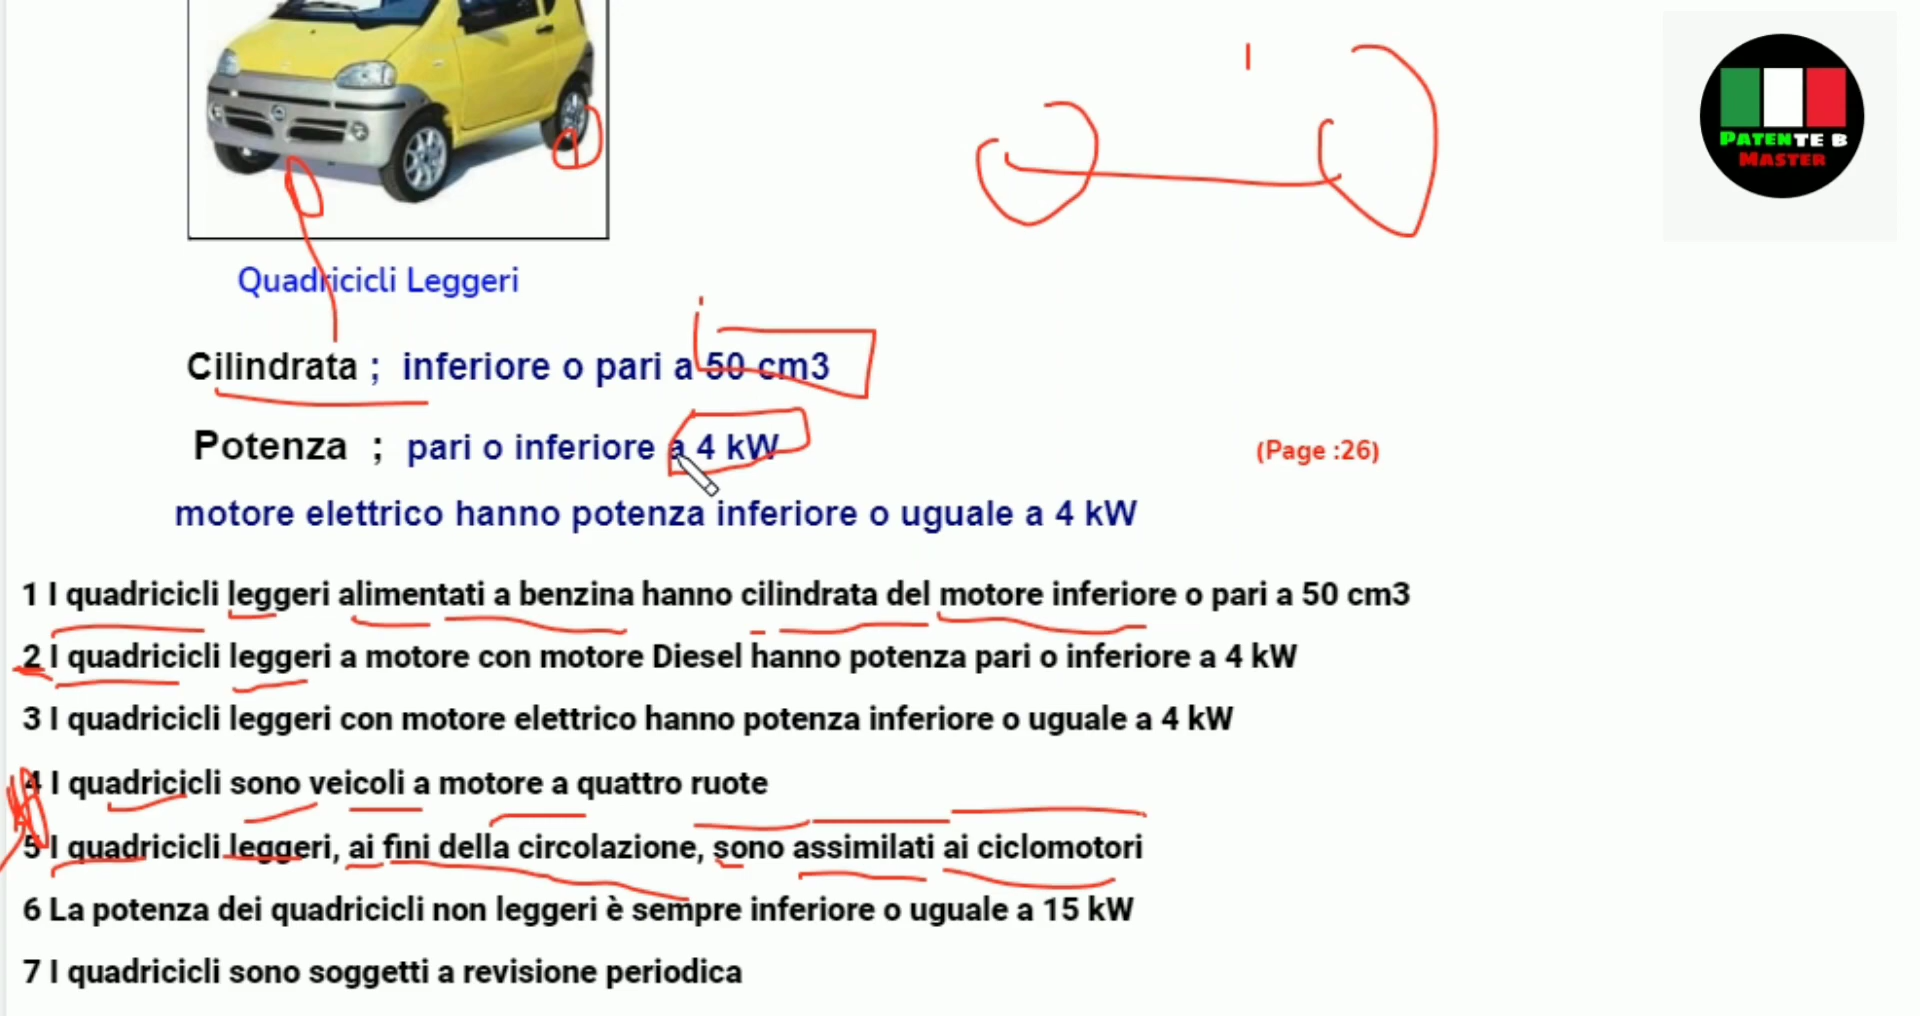 PATENTE B
MASTER
Quadricicli Leggeri
Cilindrata ; inferiore o pari a 50 cm3
Potenza ; pari o inferiore a 4 kW
(Page :26)
motore elettrico hanno potenza inferiore o uguale a 4 kW
1 I quadricicli leggeri alimentati a benzina hanno cilindrata del motore inferiore o pari a 50 cm3
2 I quadricicli leggeri a motore con motore Diesel hanno potenza pari o inferiore a 4 kW
3 I quadricicli leggeri con motore elettrico hanno potenza inferiore o uguale a 4 kW
4 I quadricicli sono veicoli a motore a quattro ruote
5 I quadricicli leggeri, ai fini della circolazione, sono assimilati ai ciclomotori
6 La potenza dei quadricicli non leggeri è sempre inferiore o uguale a 15 kW
7 I quadricicli sono soggetti a revisione periodica